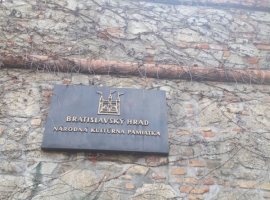 BRATISLAVSKÝ HRAD
NÁRODNÁ KULTÚRNA PAMIATKA